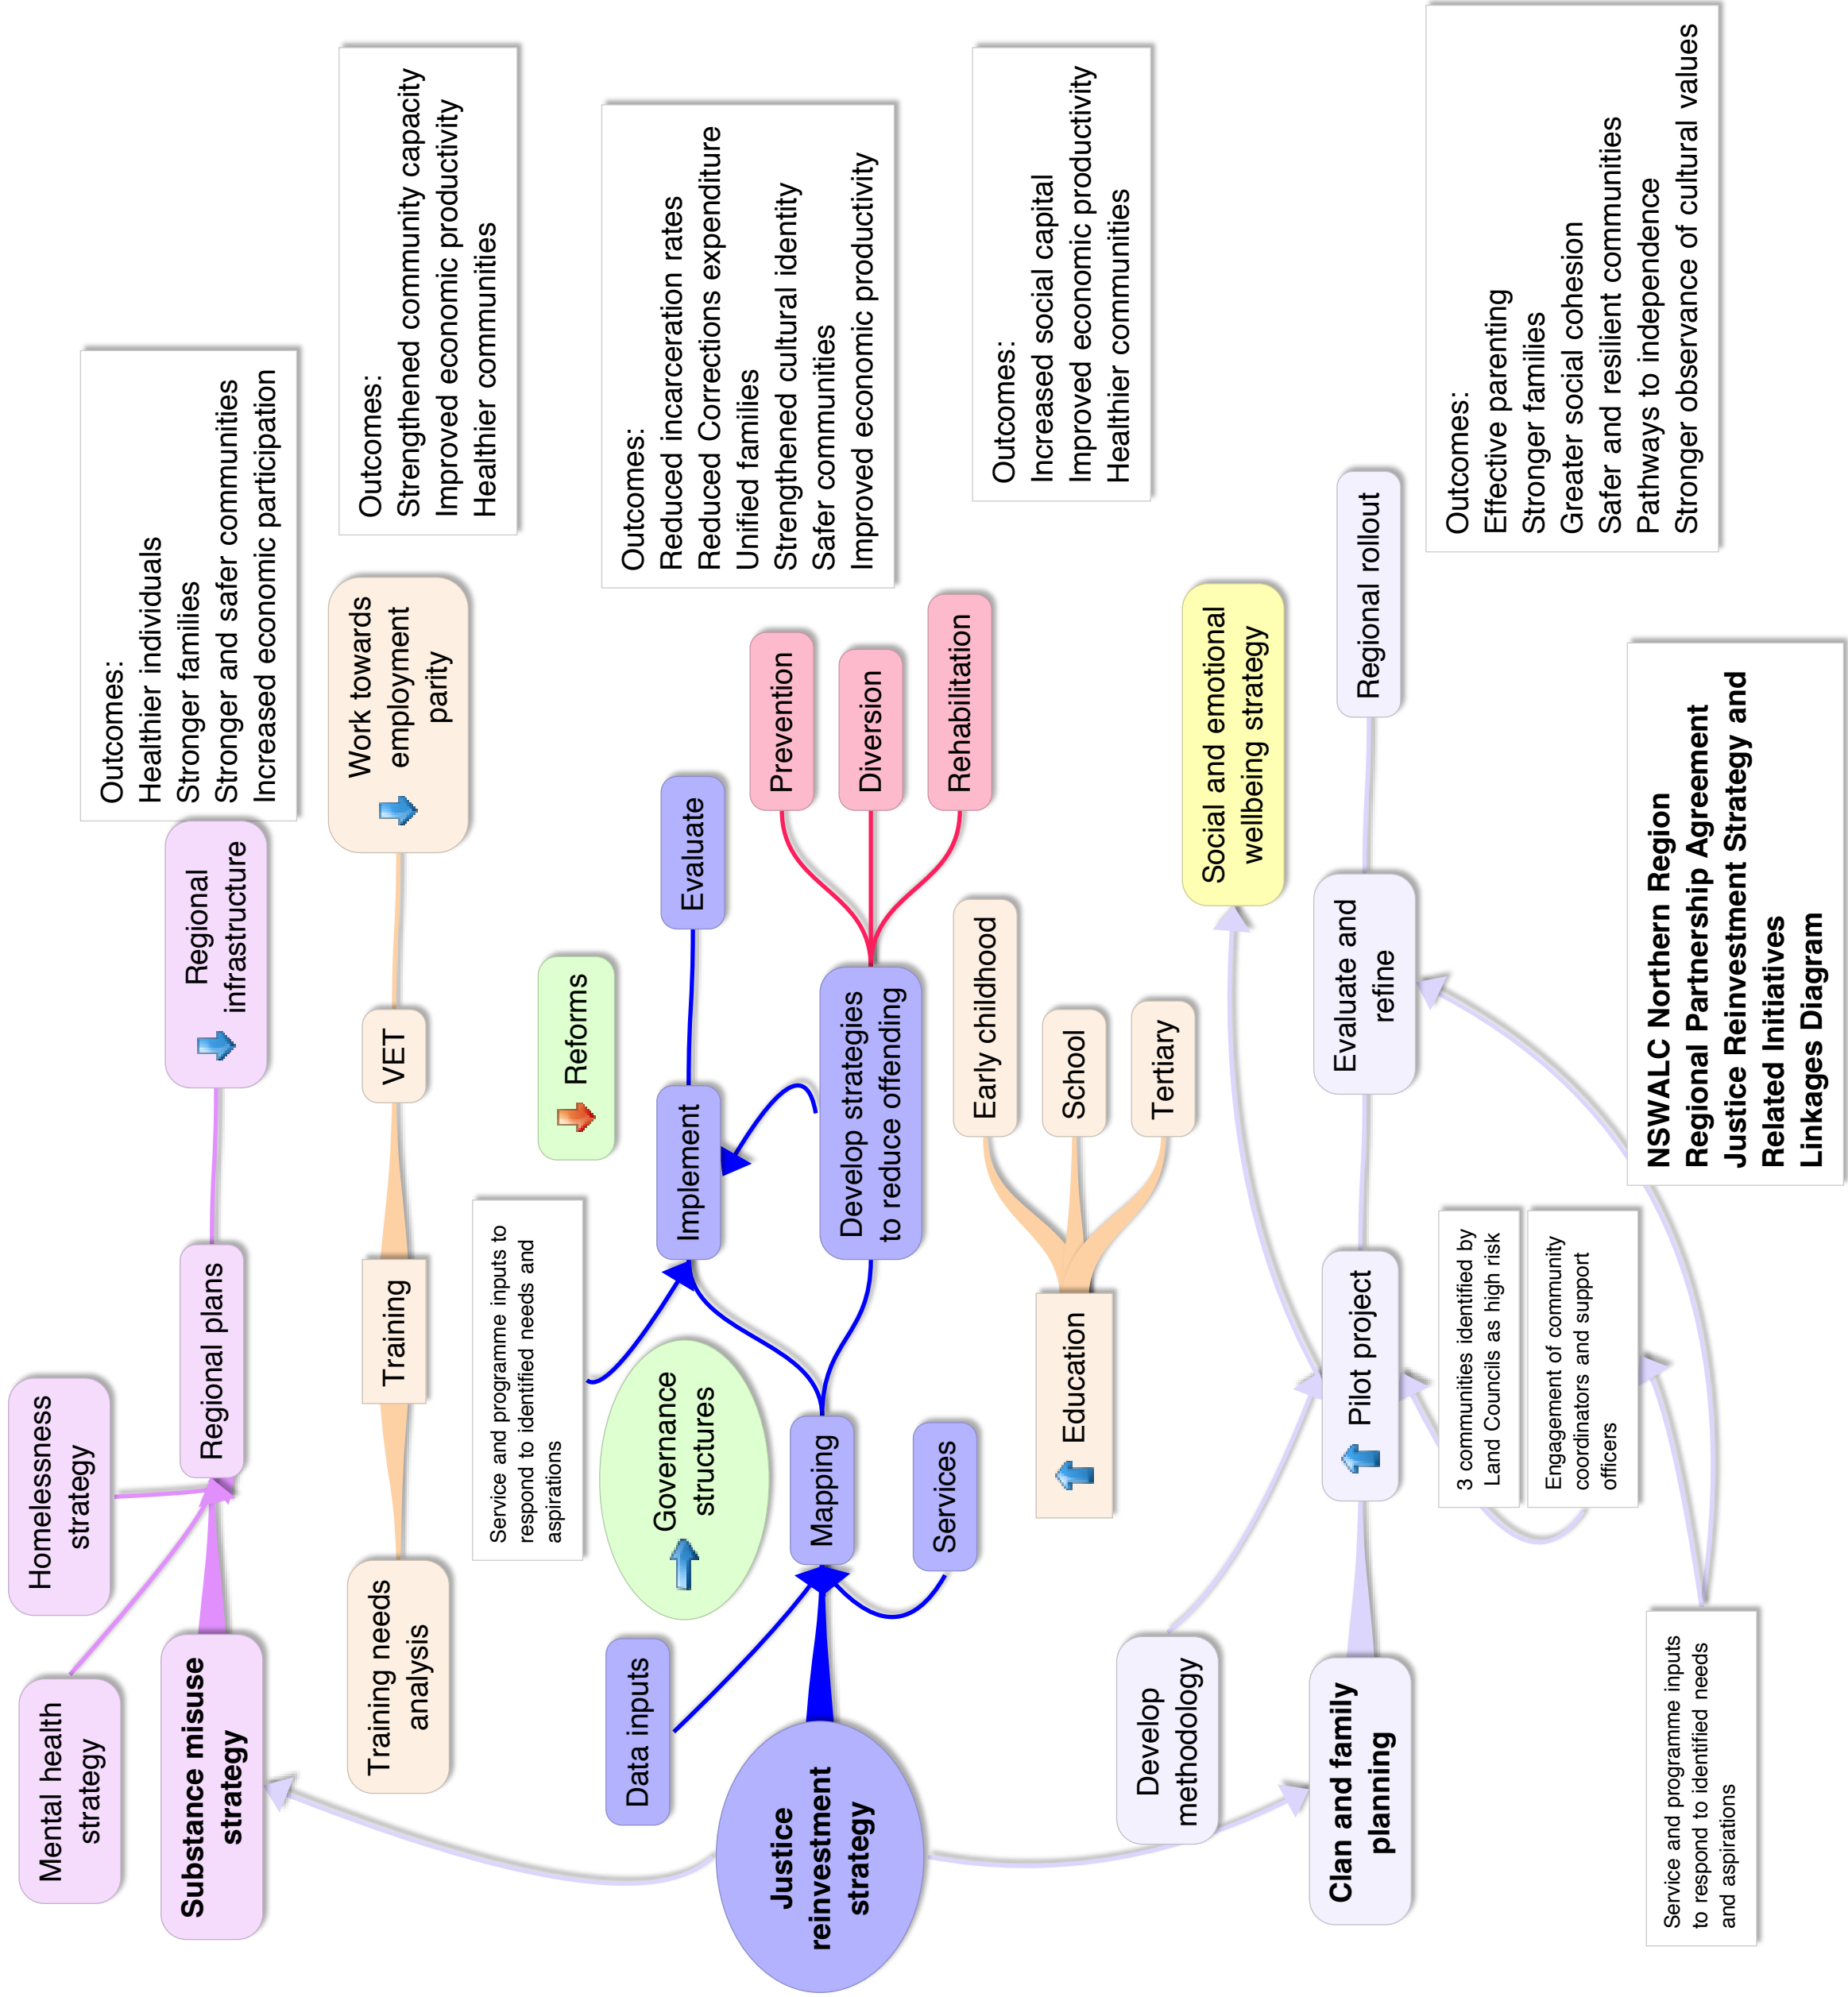 Mental health
strategy
Homelessness
strategy
Substance misuse
strategy
Regional plans
Regional
infrastructure
Outcomes:
Healthier individuals
Stronger families
Stronger and safer communities
Increased economic participation
Training needs
analysis
Training
VET
Work towards
employment
parity
Outcomes:
Strengthened community capacity
Improved economic productivity
Healthier communities
Service and programme inputs to
respond to identified needs and
aspirations
Reforms
Governance
structures
Data inputs
Justice
reinvestment
strategy
Mapping
Services
Implement
Evaluate
Develop strategies
to reduce offending
Prevention
Diversion
Rehabilitation
Outcomes:
Reduced incarceration rates
Reduced Corrections expenditure
Unified families
Strengthened cultural identity
Safer communities
Improved economic productivity
Education
Early childhood
School
Tertiary
Outcomes:
Increased social capital
Improved economic productivity
Healthier communities
Develop
methodology
Social and emotional
wellbeing strategy
Clan and family
planning
Pilot project
Evaluate and
refine
Regional rollout
3 communities identified by
Land Councils as high risk
Engagement of community
coordinators and support
officers
Outcomes:
Effective parenting
Stronger families
Greater social cohesion
Safer and resilient communities
Pathways to independence
Stronger observance of cultural values
Service and programme inputs
to respond to identified needs
and aspirations
NSWALC Northern Region
Regional Partnership Agreement
Justice Reinvestment Strategy and
Related Initiatives
Linkages Diagram